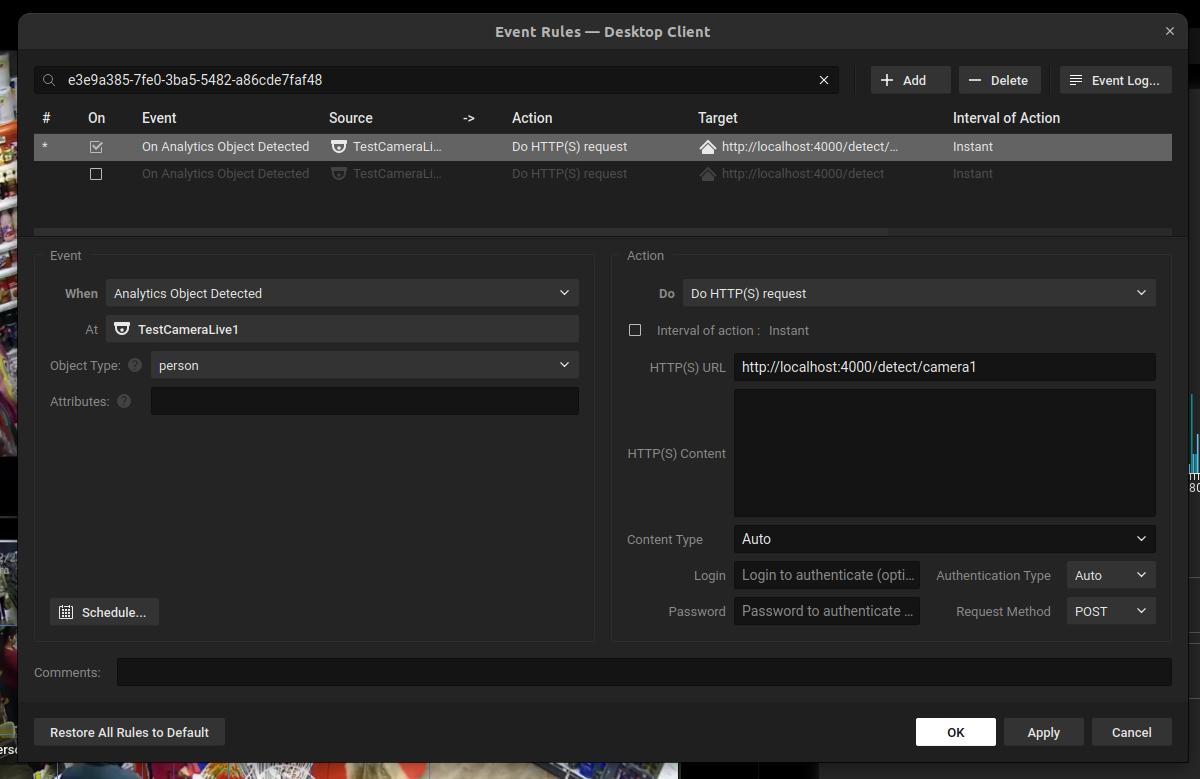 Event Rules — Desktop Client
e3e9a385-7fe0-3ba5-5482-a86cde7faf48
Add
Delete
Event Log...
# On Event Source -> Action Target Interval of Action
* On Analytics Object Detected TestCameraLi... Do HTTP(S) request http://localhost:4000/detect/... Instant
On Analytics Object Detected TestCameraLi... Do HTTP(S) request http://localhost:4000/detect Instant
Event
When Analytics Object Detected
At TestCameraLive1
Object Type: ? person
Attributes: ?
Schedule...
Action
Do Do HTTP(S) request
Interval of action : Instant
HTTP(S) URL http://localhost:4000/detect/camera1
HTTP(S) Content
Content Type Auto
Login Login to authenticate (opti... Authentication Type Auto
Password Password to authenticate ... Request Method POST
Comments:
Restore All Rules to Default
OK
Apply
Cancel